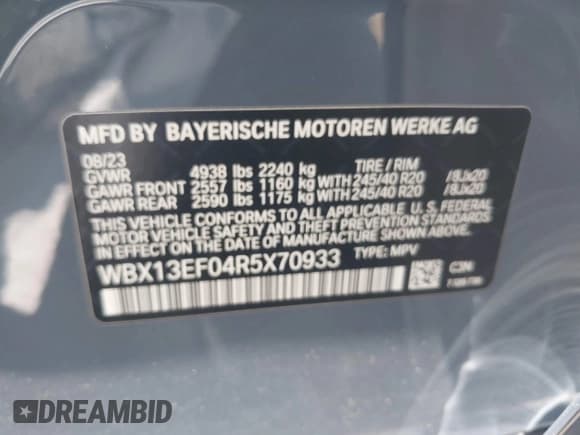 MFD BY BAYERISCHE MOTOREN WERKE AG
08/23
GVWR 4938 lbs 2240 kg TIRE / RIM
GAWR FRONT 2557 lbs 1160 kg WITH 245/40 R20 /8Jx20
GAWR REAR 2590 lbs 1175 kg WITH 245/40 R20 /8Jx20
THIS VEHICLE CONFORMS TO ALL APPLICABLE U.S. FEDERAL
MOTOR VEHICLE SAFETY, BUMPER, AND THEFT PREVENTION
STANDARDS IN EFFECT ON THE DATE OF MANUFACTURE SHOWN ABOVE.
WBX13EF04R5X70933 TYPE: MPV
C2N
DREAMBID